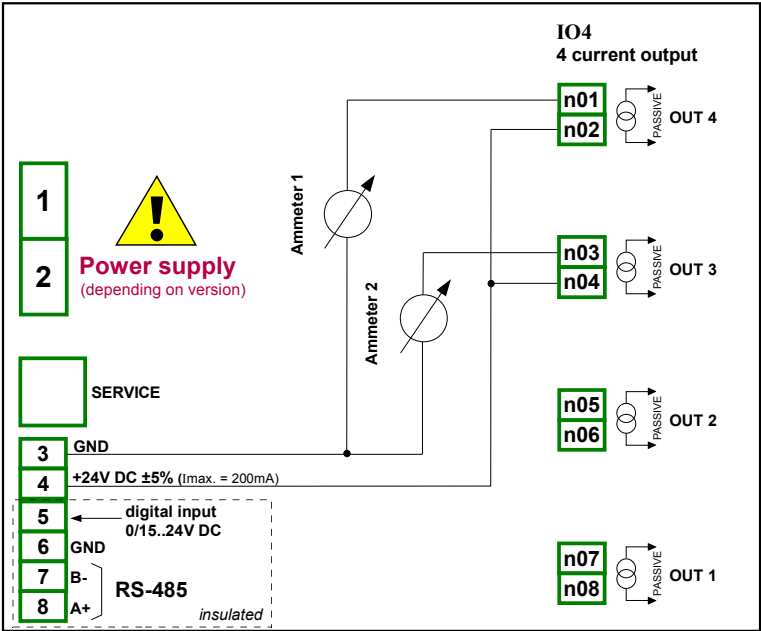 IO4
4 current output
n01
n02
PASSIVE
OUT 4
Ammeter 1
1
2
!
Power supply
(depending on version)
n03
n04
PASSIVE
OUT 3
Ammeter 2
SERVICE
n05
n06
PASSIVE
OUT 2
3
GND
4
+24V DC ±5% (Imax. = 200mA)
5
digital input
0/15..24V DC
6
GND
7
B-
8
A+
RS-485
insulated
n07
n08
PASSIVE
OUT 1